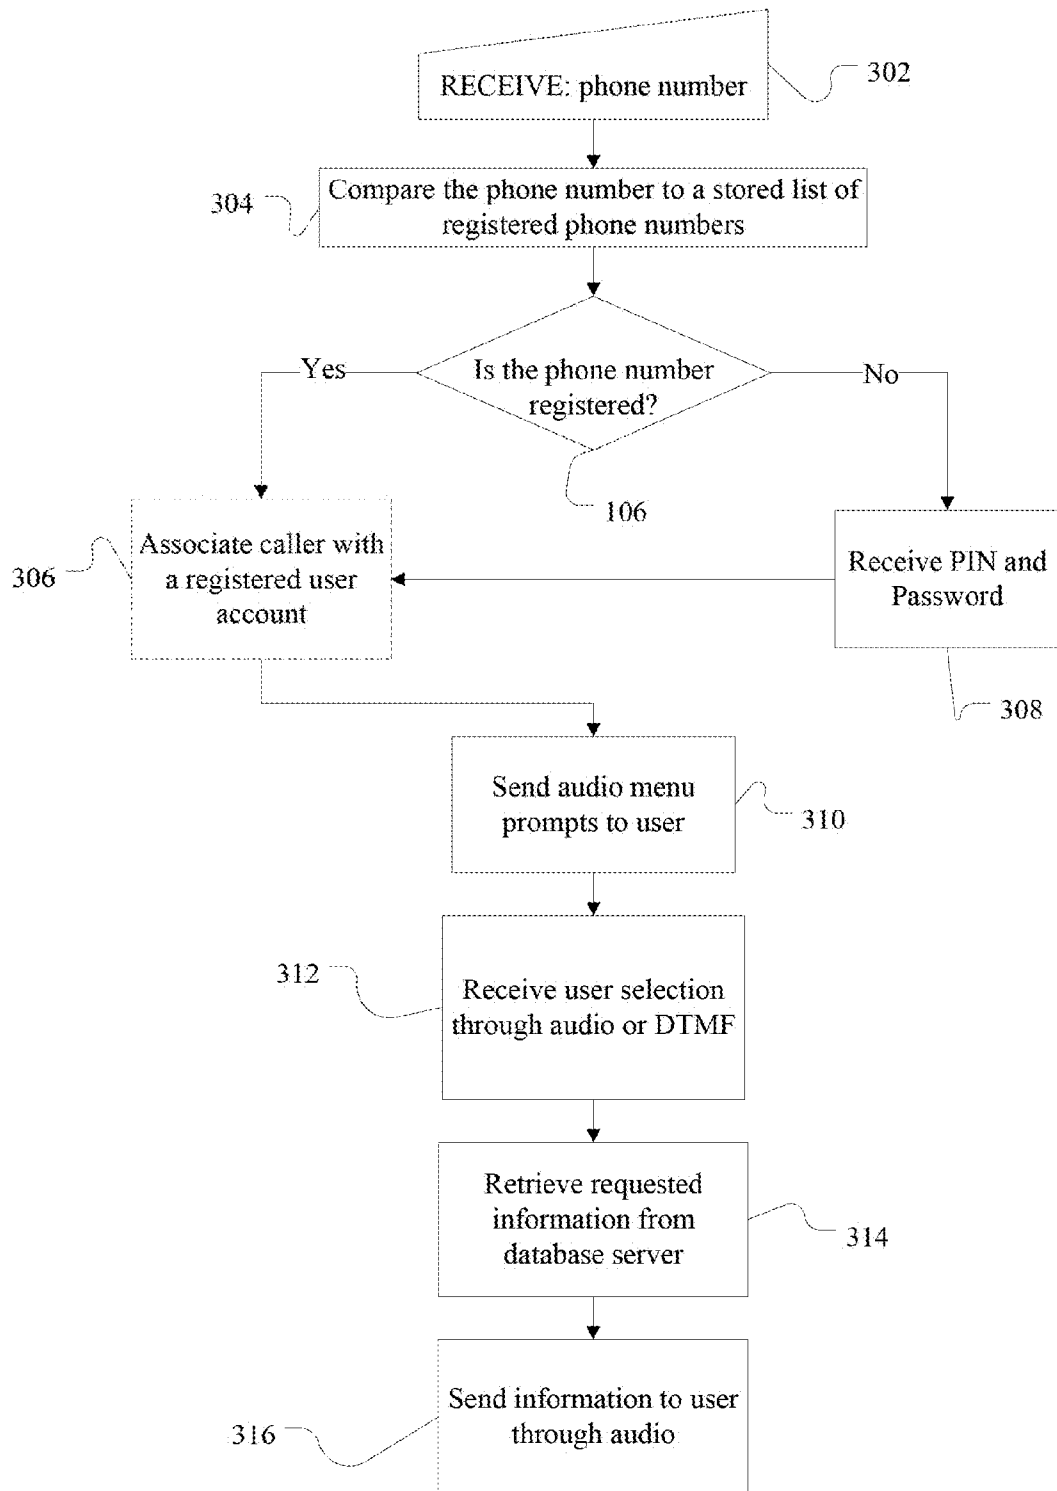 RECEIVE: phone number
302
Compare the phone number to a stored list of
registered phone numbers
304
Yes
Is the phone number
registered?
No
106
Associate caller with
a registered user
account
306
Receive PIN and
Password
308
Send audio menu
prompts to user
310
312
Receive user selection
through audio or DTMF
Retrieve requested
information from
database server
314
Send information to user
through audio
316